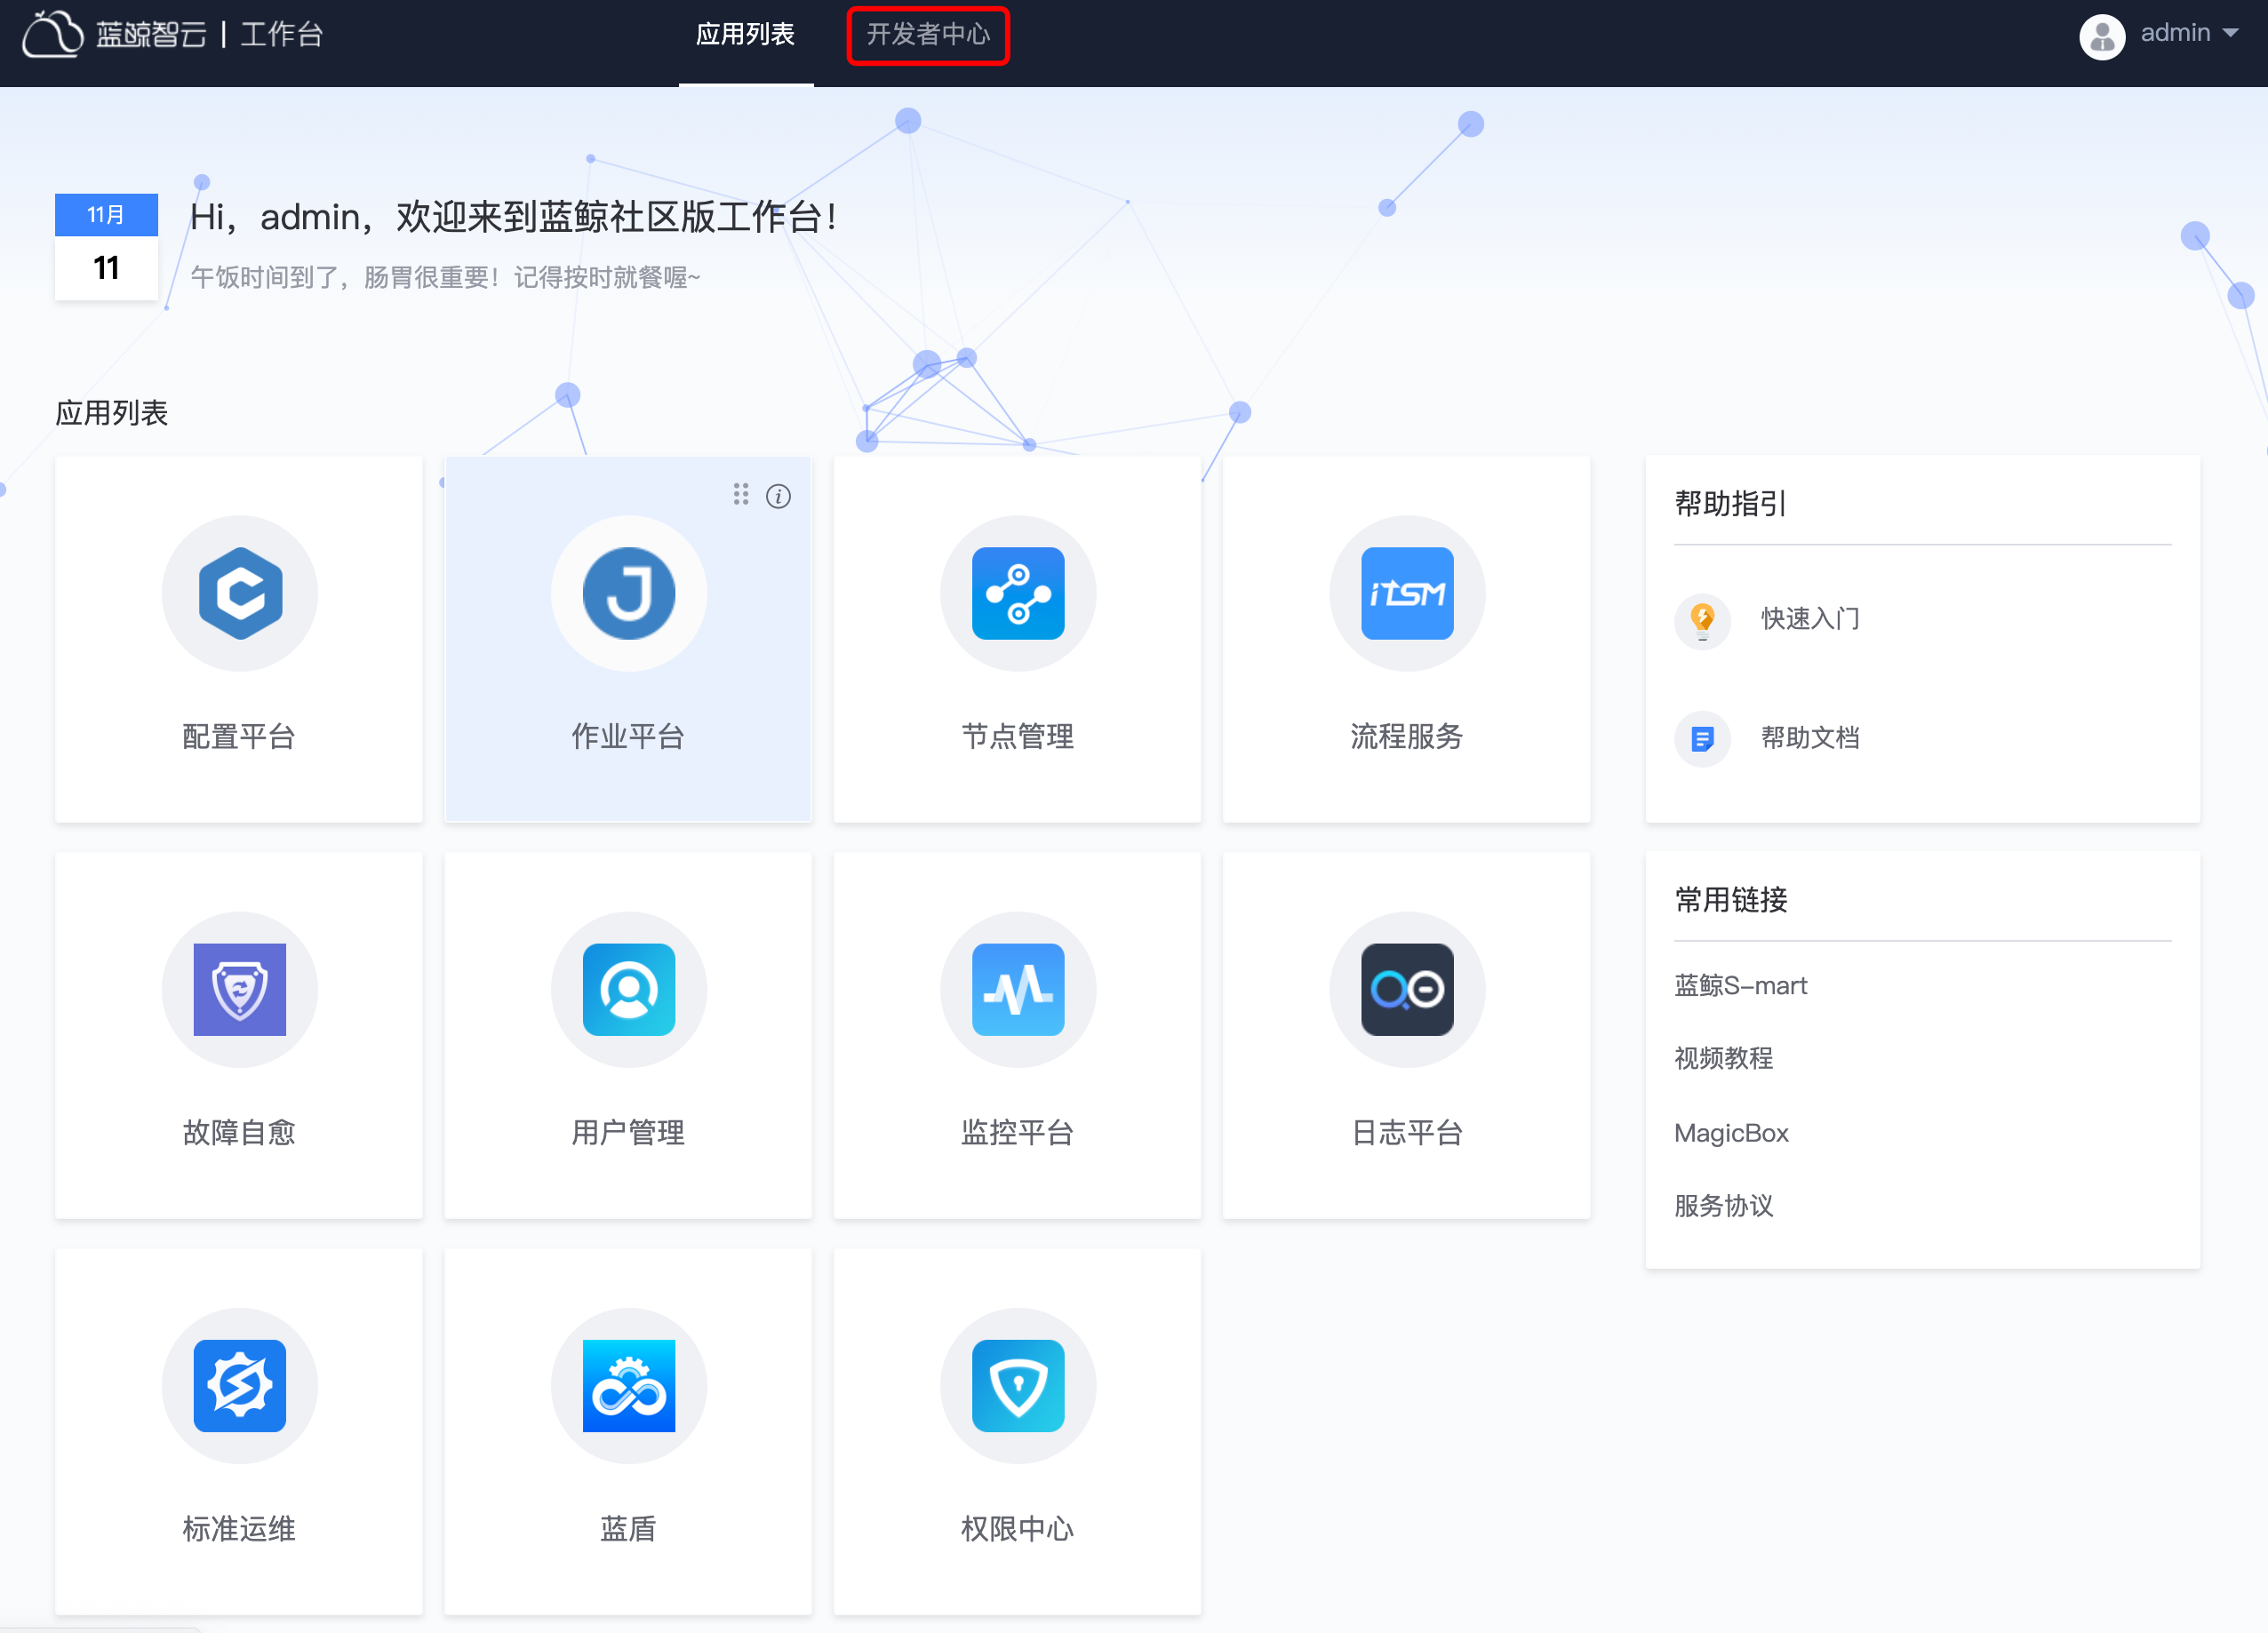 蓝鲸智云 | 工作台
应用列表
开发者中心
admin
11月
11
Hi，admin，欢迎来到蓝鲸社区版工作台！
午饭时间到了，肠胃很重要！记得按时就餐喔~
应用列表
配置平台
作业平台
节点管理
iTSM
流程服务
故障自愈
用户管理
监控平台
日志平台
标准运维
蓝盾
权限中心
帮助指引
快速入门
帮助文档
常用链接
蓝鲸S-mart
视频教程
MagicBox
服务协议